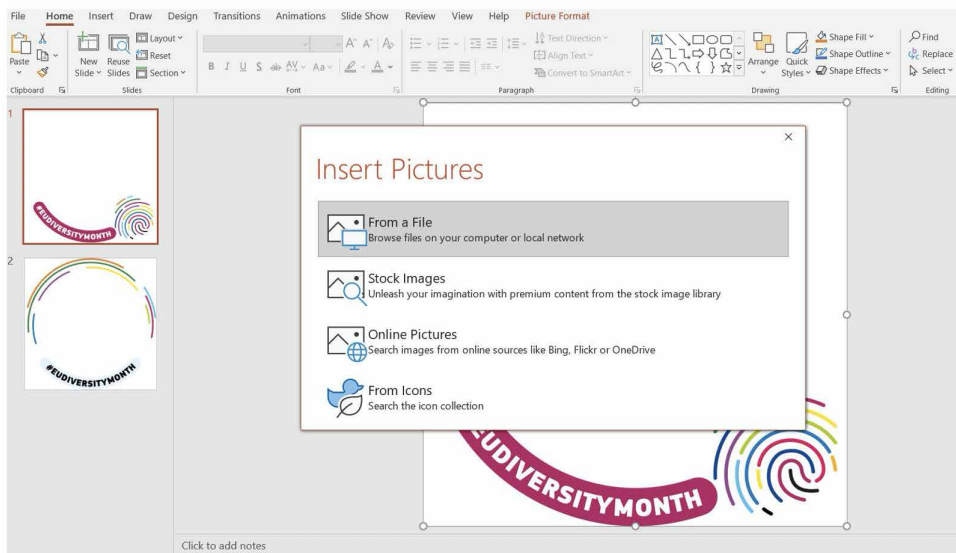 File Home Insert Draw Design Transitions Animations Slide Show Review View Help Picture Format
Paste
New Slide
Reuse Slides
Layout
Reset
Section
B I U S ab AV Aa A
A A A
Text Direction
Align Text
Convert to SmartArt
Arrange
Quick Styles
Shape Fill
Shape Outline
Shape Effects
Find
Replace
Select
Clipboard Slides Font Paragraph Drawing Editing
1
#EUDIVERSITYMONTH
2
#EUDIVERSITYMONTH
Insert Pictures
From a File
Browse files on your computer or local network
Stock Images
Unleash your imagination with premium content from the stock image library
Online Pictures
Search images from online sources like Bing, Flickr or OneDrive
From Icons
Search the icon collection
UDIVERSITYMONTH
Click to add notes